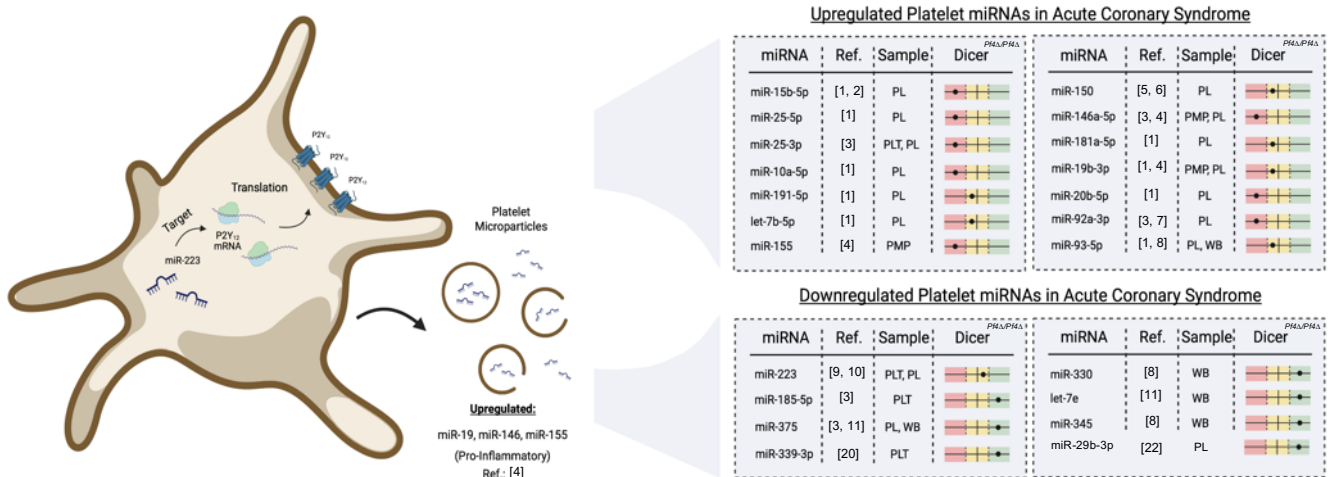 P2Y₁₂
P2Y₁₂
P2Y₁₂
Translation
Target
P2Y₁₂
mRNA
miR-223
Platelet
Microparticles
Upregulated:
miR-19, miR-146, miR-155
(Pro-Inflammatory)
Ref.: [4]
Upregulated Platelet miRNAs in Acute Coronary Syndrome
miRNA Ref. Sample Dicer Pf4Δ/Pf4Δ
miR-15b-5p [1, 2] PL
miR-25-5p [1] PL
miR-25-3p [3] PLT, PL
miR-10a-5p [1] PL
miR-191-5p [1] PL
let-7b-5p [1] PL
miR-155 [4] PMP
miRNA Ref. Sample Dicer Pf4Δ/Pf4Δ
miR-150 [5, 6] PL
miR-146a-5p [3, 4] PMP, PL
miR-181a-5p [1] PL
miR-19b-3p [1, 4] PMP, PL
miR-20b-5p [1] PL
miR-92a-3p [3, 7] PL
miR-93-5p [1, 8] PL, WB
Downregulated Platelet miRNAs in Acute Coronary Syndrome
miRNA Ref. Sample Dicer Pf4Δ/Pf4Δ
miR-223 [9, 10] PLT, PL
miR-185-5p [3] PLT
miR-375 [3, 11] PL, WB
miR-339-3p [20] PLT
miRNA Ref. Sample Dicer Pf4Δ/Pf4Δ
miR-330 [8] WB
let-7e [11] WB
miR-345 [8] WB
miR-29b-3p [22] PL